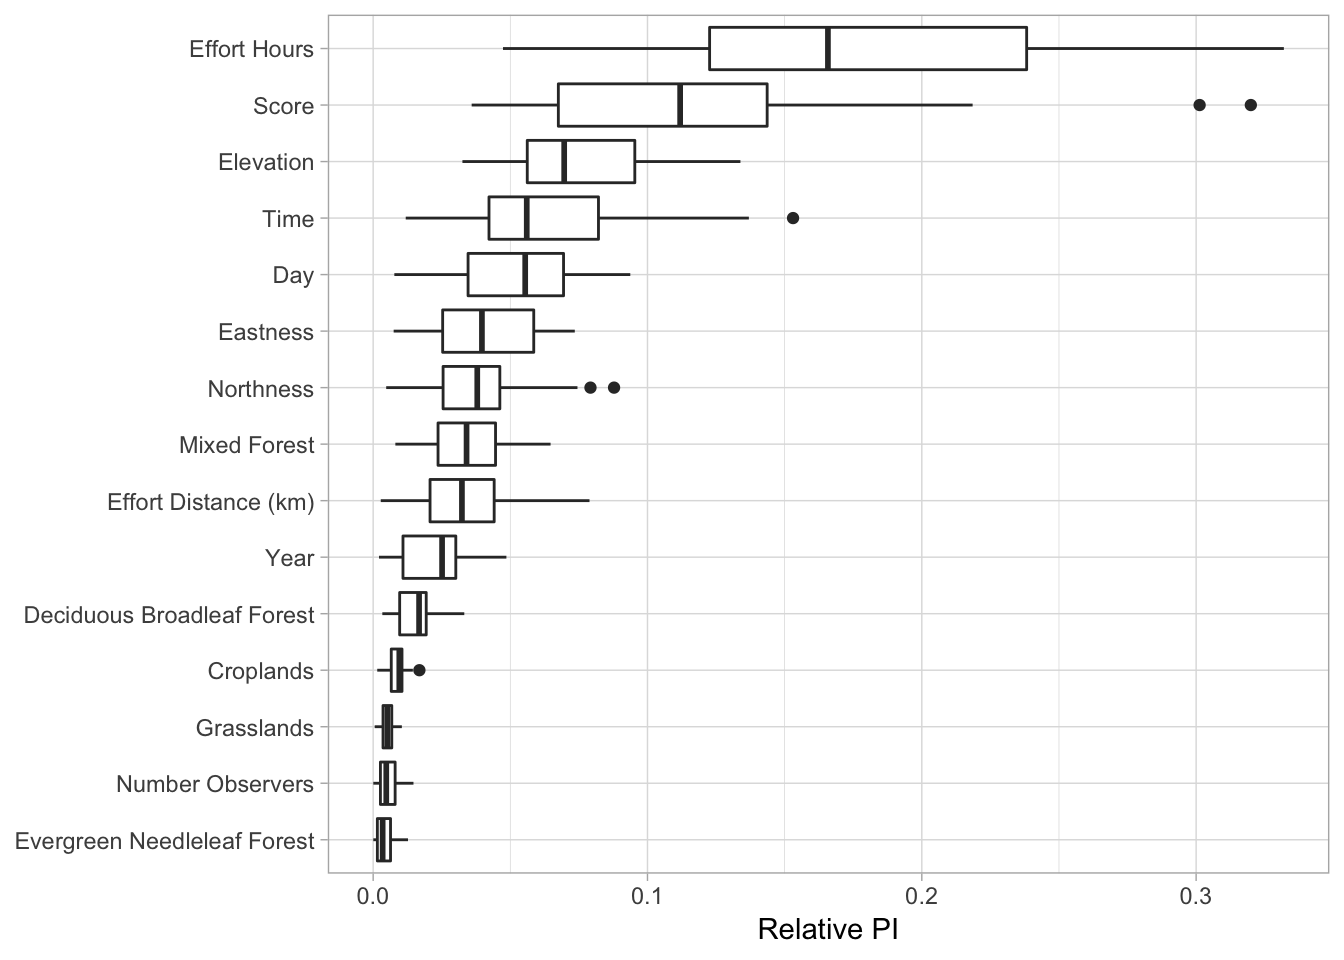 Effort Hours
Score
Elevation
Time
Day
Eastness
Northness
Mixed Forest
Effort Distance (km)
Year
Deciduous Broadleaf Forest
Croplands
Grasslands
Number Observers
Evergreen Needleleaf Forest
0.0 0.1 0.2 0.3
Relative PI